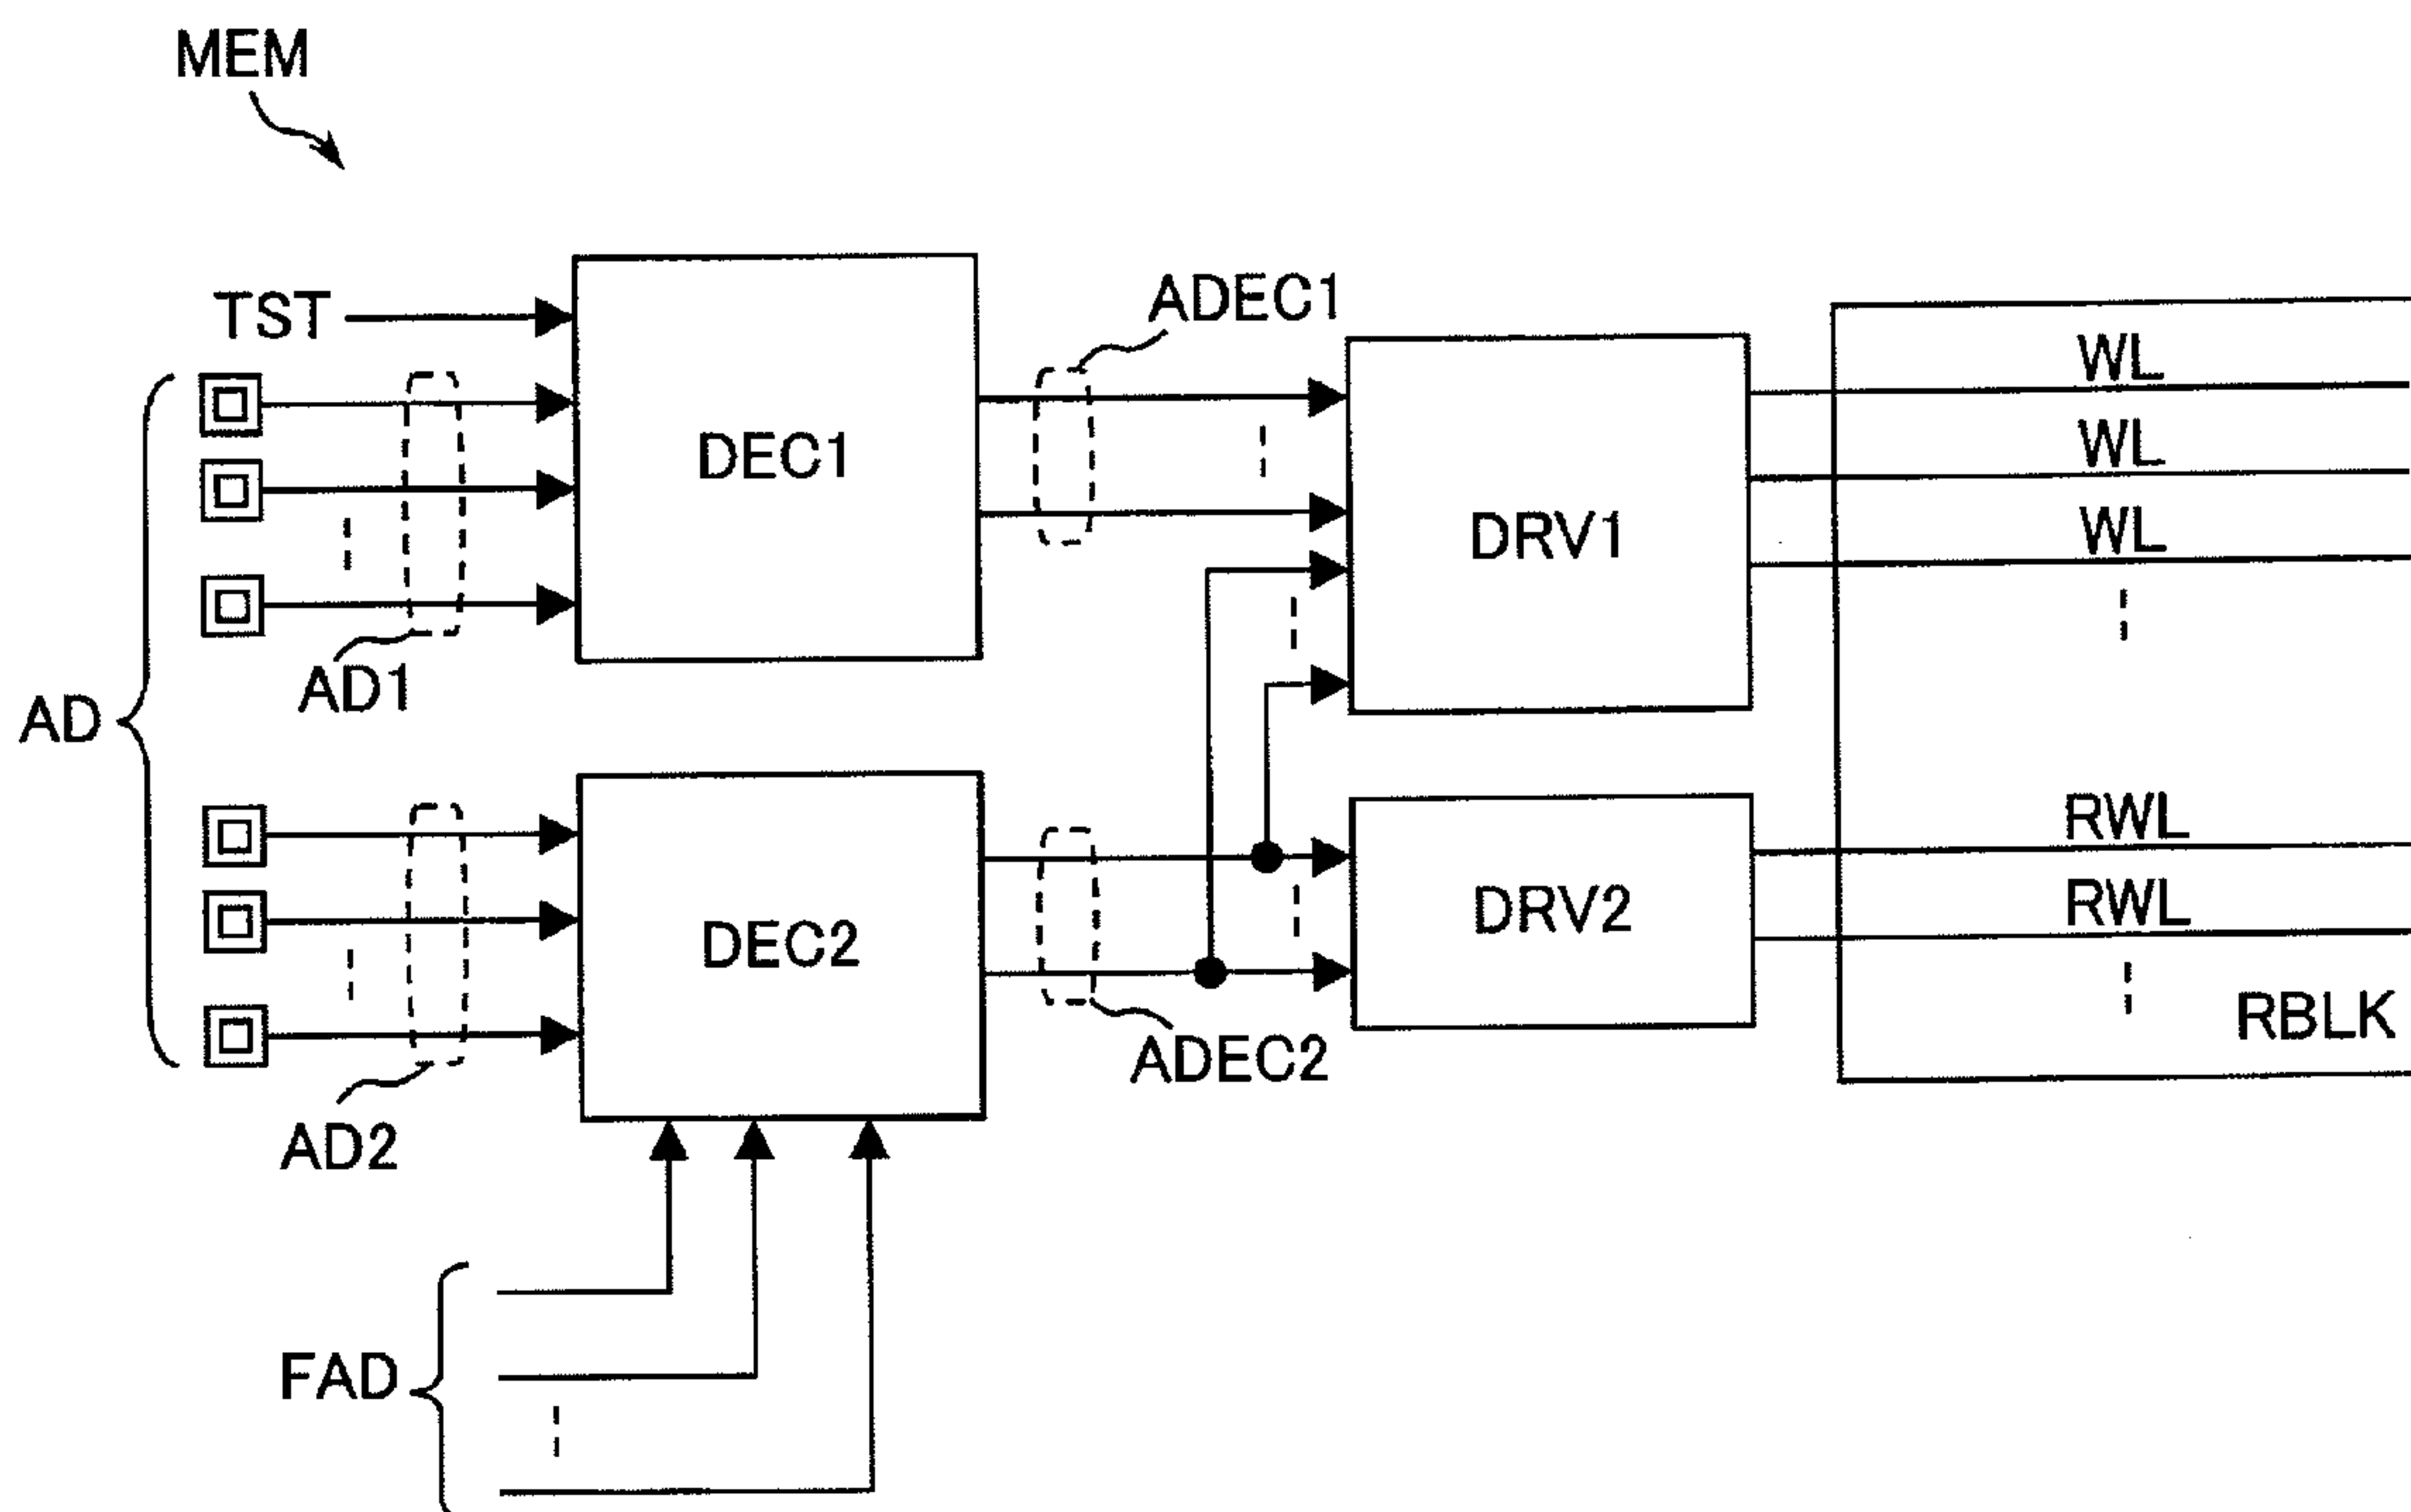 MEM
TST
ADEC1
WL
DEC1
WL
DRV1
WL
AD1
AD
RWL
DEC2
DRV2
RWL
RBLK
ADEC2
AD2
FAD